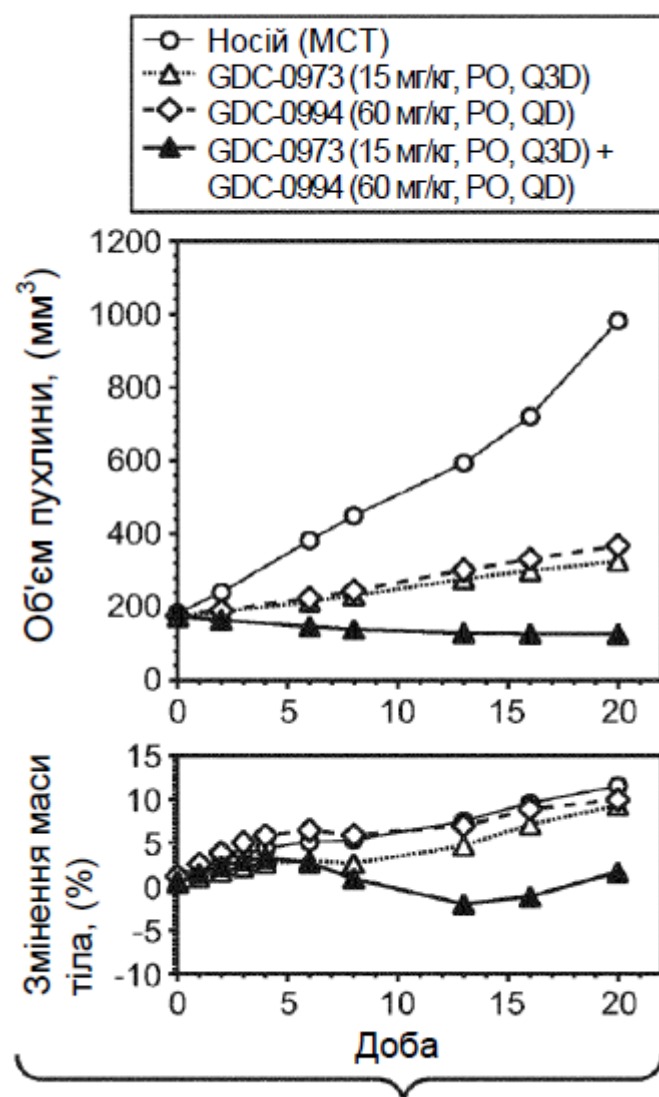 Носій (МСТ)
GDC-0973 (15 мг/кг, PO, Q3D)
GDC-0994 (60 мг/кг, PO, QD)
GDC-0973 (15 мг/кг, PO, Q3D) +
GDC-0994 (60 мг/кг, PO, QD)
Об'єм пухлини, (мм³)
1200
1000
800
600
400
200
0
0 5 10 15 20
Змінення маси
тіла, (%)
15
10
5
0
-5
-10
0 5 10 15 20
Доба